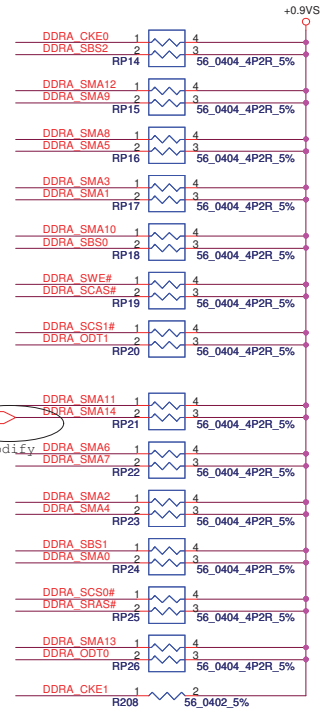 +0.9VS
DDRA_CKE0 1 4
DDRA_SBS2 2 3
RP14 56_0404_4P2R_5%
DDRA_SMA12 1 4
DDRA_SMA9 2 3
RP15 56_0404_4P2R_5%
DDRA_SMA8 1 4
DDRA_SMA5 2 3
RP16 56_0404_4P2R_5%
DDRA_SMA3 1 4
DDRA_SMA1 2 3
RP17 56_0404_4P2R_5%
DDRA_SMA10 1 4
DDRA_SBS0 2 3
RP18 56_0404_4P2R_5%
DDRA_SWE# 1 4
DDRA_SCAS# 2 3
RP19 56_0404_4P2R_5%
DDRA_SCS1# 1 4
DDRA_ODT1 2 3
RP20 56_0404_4P2R_5%
DDRA_SMA11 1 4
DDRA_SMA14 2 3
RP21 56_0404_4P2R_5%
odify
DDRA_SMA6 1 4
DDRA_SMA7 2 3
RP22 56_0404_4P2R_5%
DDRA_SMA2 1 4
DDRA_SMA4 2 3
RP23 56_0404_4P2R_5%
DDRA_SBS1 1 4
DDRA_SMA0 2 3
RP24 56_0404_4P2R_5%
DDRA_SCS0# 1 4
DDRA_SRAS# 2 3
RP25 56_0404_4P2R_5%
DDRA_SMA13 1 4
DDRA_ODT0 2 3
RP26 56_0404_4P2R_5%
DDRA_CKE1 1 2
R208 56_0402_5%